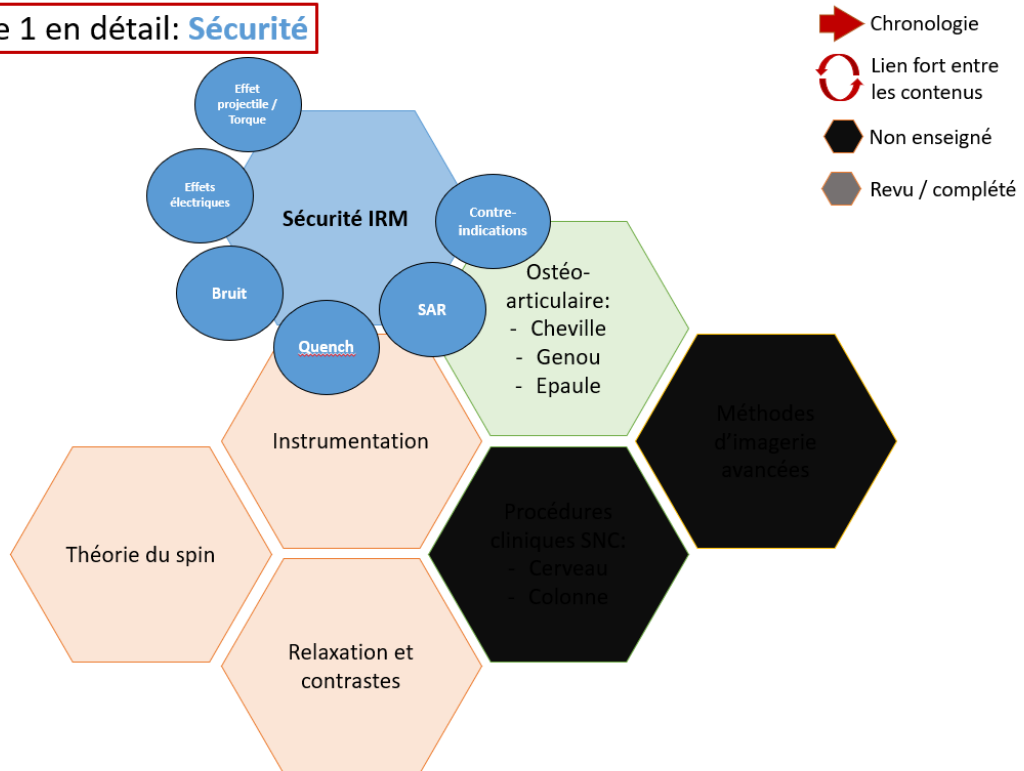 e 1 en détail: Sécurité
Chronologie
Lien fort entre
les contenus
Non enseigné
Revu / complété
Effet
projectile /
Torque
Effets
électriques
Bruit
Quench
SAR
Contre-
indications
Sécurité IRM
Ostéo-
articulaire:
- Cheville
- Genou
- Epaule
Instrumentation
Méthodes
d'imagerie
avancées
Théorie du spin
Procédures
cliniques SNC:
- Cerveau
- Colonne
Relaxation et
contrastes